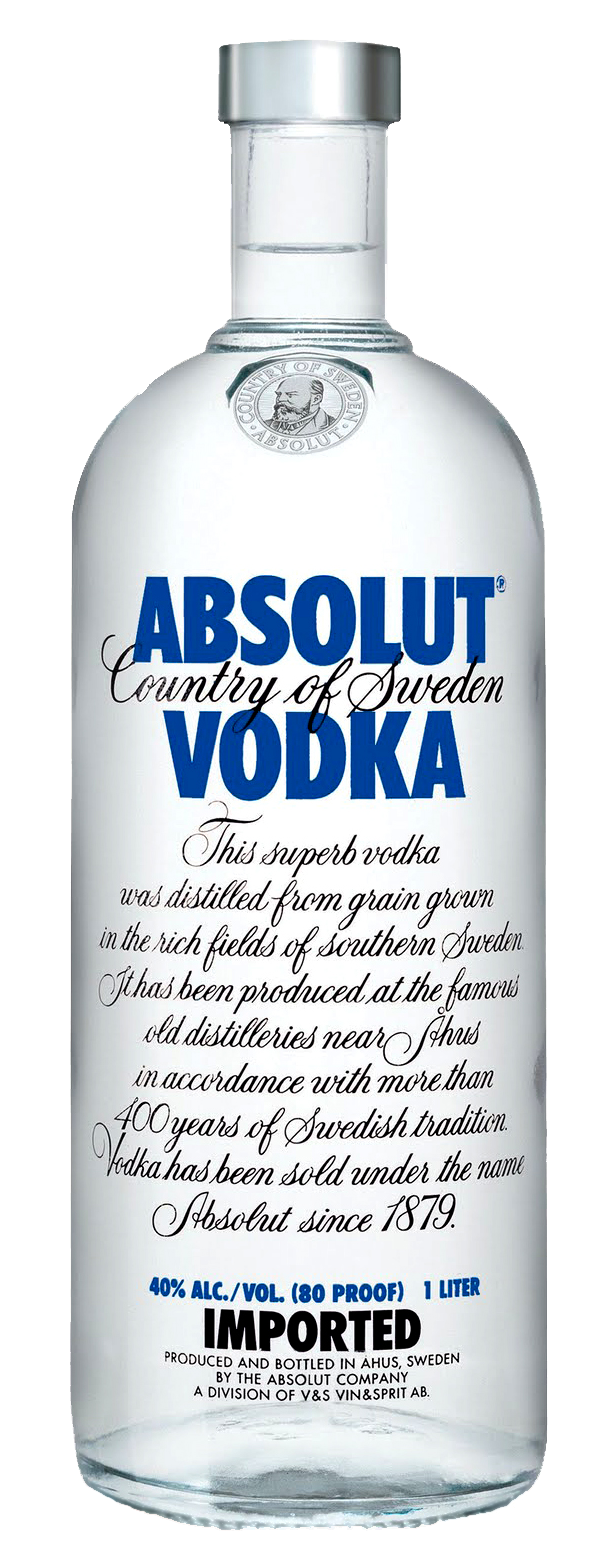 COUNTRY OF SWEDEN
· ABSOLUT ·
ABSOLUT®
Country of Sweden
VODKA
This superb vodka
was distilled from grain grown
in the rich fields of southern Sweden.
It has been produced at the famous
old distilleries near Åhus
in accordance with more than
400 years of Swedish tradition.
Vodka has been sold under the name
Absolut since 1879.
40% ALC./VOL. (80 PROOF) 1 LITER
IMPORTED
PRODUCED AND BOTTLED IN ÅHUS, SWEDEN
BY THE ABSOLUT COMPANY
A DIVISION OF V&S VIN&SPRIT AB.